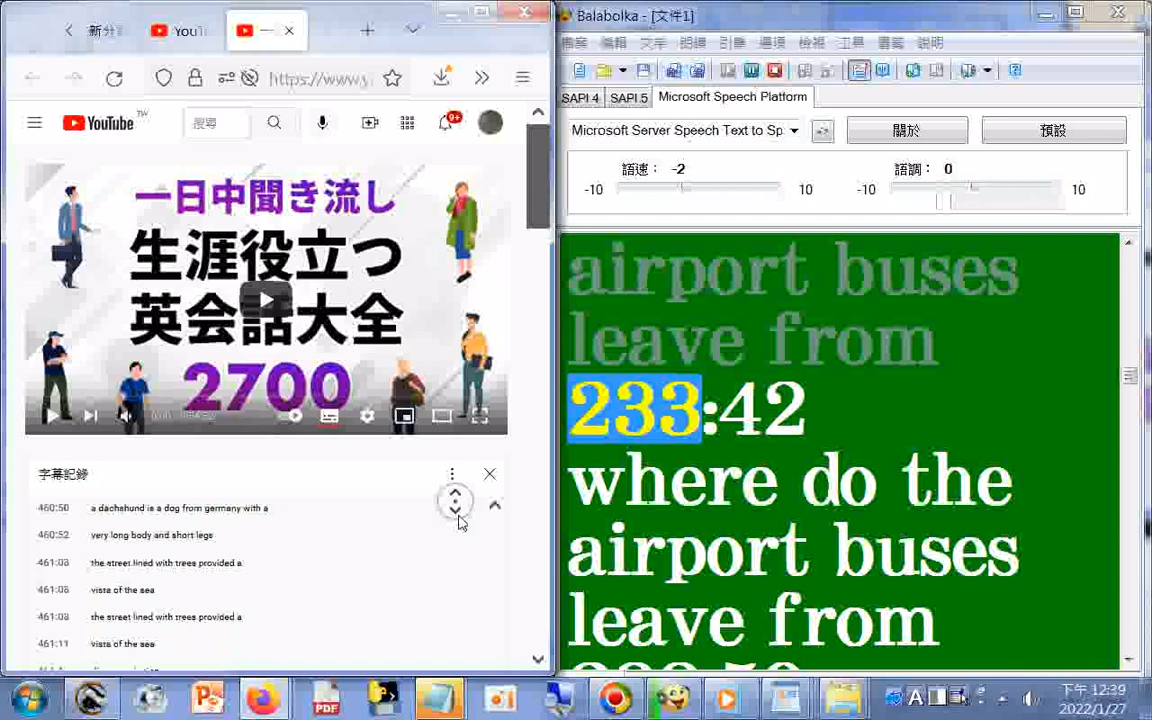 YouT
https://www.y
YouTube TW
搜尋
9+
一日中聞き流し
生涯役立つ
英会話大全
2700
字幕記錄
460:50 a dachshund is a dog from germany with a
460:52 very long body and short legs
461:08 the street lined with trees provided a
461:08 vista of the sea
461:08 the street lined with trees provided a
461:11 vista of the sea
Balabolka - [文件1]
檔案 編輯 文字 朗讀 引擎 選項 檢視 工具 書籤 說明
SAPI 4 SAPI 5 Microsoft Speech Platform
Microsoft Server Speech Text to Sp
關於 預設
語速： -2 語調： 0
-10 10 -10 10
airport buses
leave from
233:42
where do the
airport buses
leave from
PDF
A
下午 12:39
2022/1/27